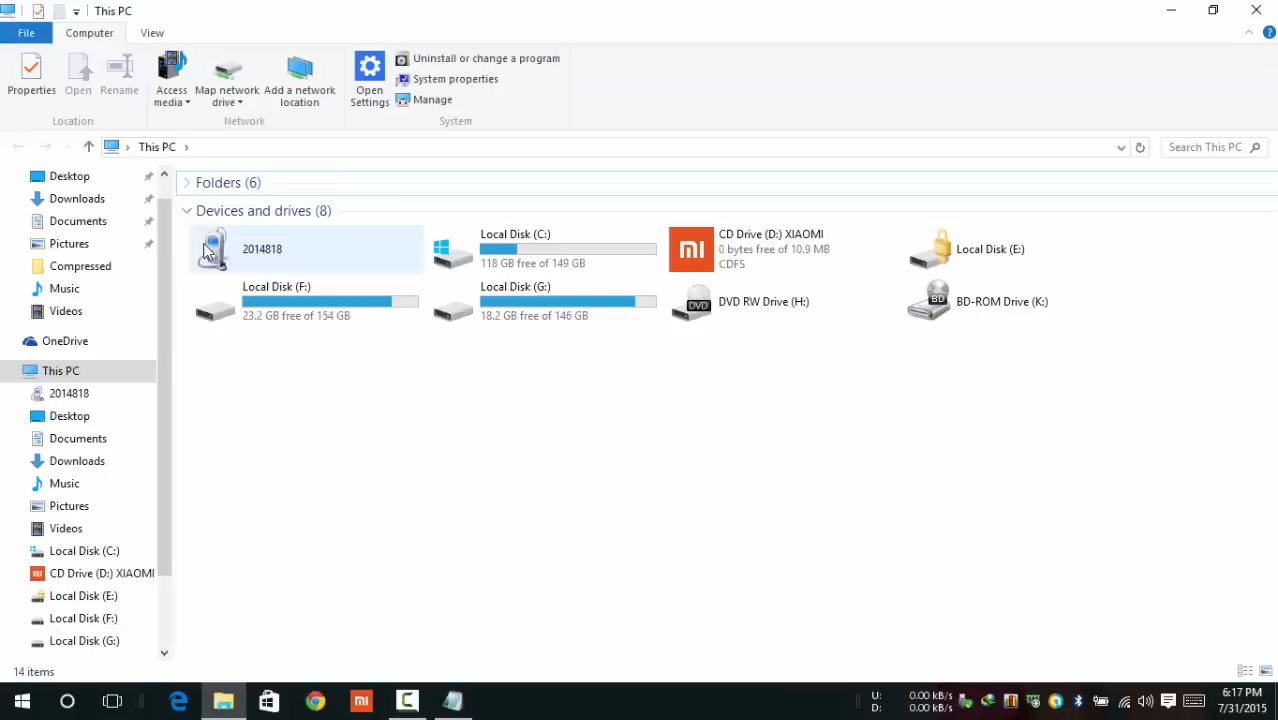 This PC
File
Computer
View
Properties
Open
Rename
Access media
Map network drive
Add a network location
Open Settings
Uninstall or change a program
System properties
Manage
Location
Network
System
This PC
Search This PC
Desktop
Downloads
Documents
Pictures
Compressed
Music
Videos
OneDrive
This PC
2014818
Desktop
Documents
Downloads
Music
Pictures
Videos
Local Disk (C:)
CD Drive (D:) XIAOMI
Local Disk (E:)
Local Disk (F:)
Local Disk (G:)
Folders (6)
Devices and drives (8)
2014818
Local Disk (C:)
118 GB free of 149 GB
CD Drive (D:) XIAOMI
0 bytes free of 10.9 MB
CDFS
Local Disk (E:)
Local Disk (F:)
23.2 GB free of 154 GB
Local Disk (G:)
18.2 GB free of 146 GB
DVD
DVD RW Drive (H:)
BD
BD-ROM Drive (K:)
14 items
U: 0.00 kB/s
D: 0.00 kB/s
6:17 PM
7/31/2015